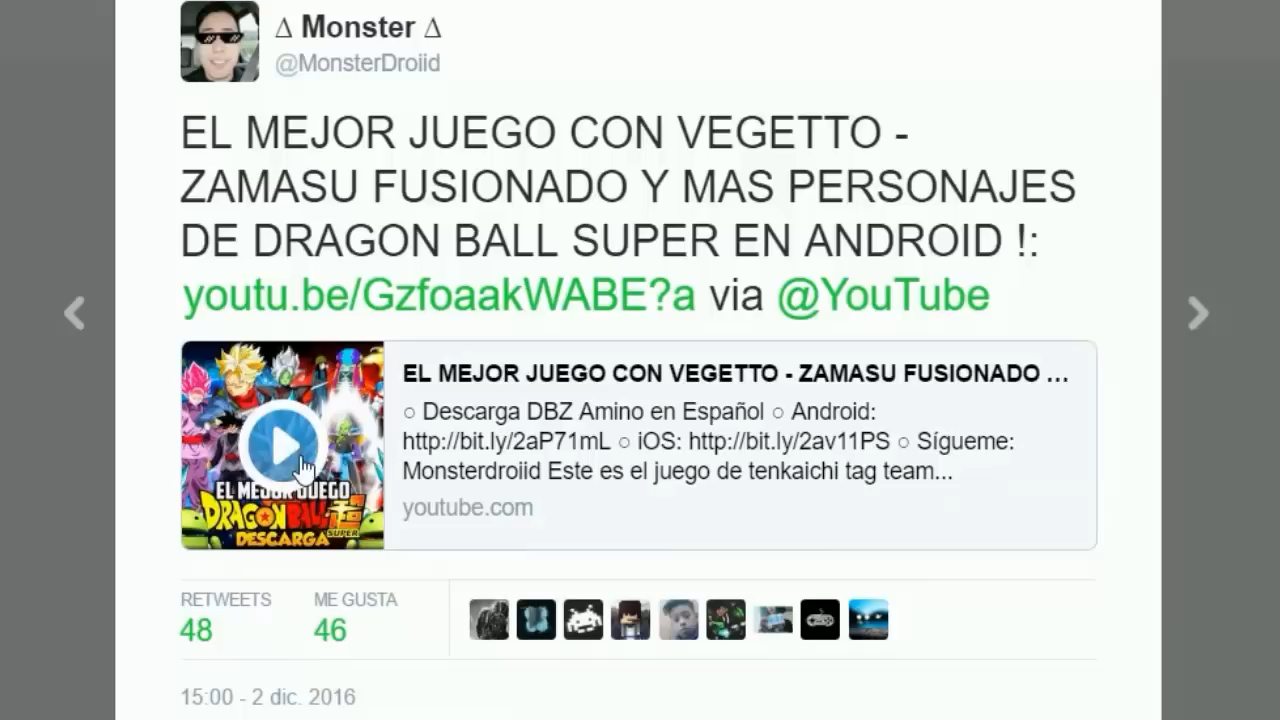 Δ Monster Δ
@MonsterDroiid
EL MEJOR JUEGO CON VEGETTO -
ZAMASU FUSIONADO Y MAS PERSONAJES
DE DRAGON BALL SUPER EN ANDROID !:
youtu.be/GzfoaakWABE?a via @YouTube
EL MEJOR JUEGO
DRAGON BALL 超
SUPER
DESCARGA
EL MEJOR JUEGO CON VEGETTO - ZAMASU FUSIONADO ...
○ Descarga DBZ Amino en Español ○ Android:
http://bit.ly/2aP71mL ○ iOS: http://bit.ly/2av11PS ○ Sígueme:
Monsterdroiid Este es el juego de tenkaichi tag team...
youtube.com
RETWEETS ME GUSTA
48 46
15:00 - 2 dic. 2016